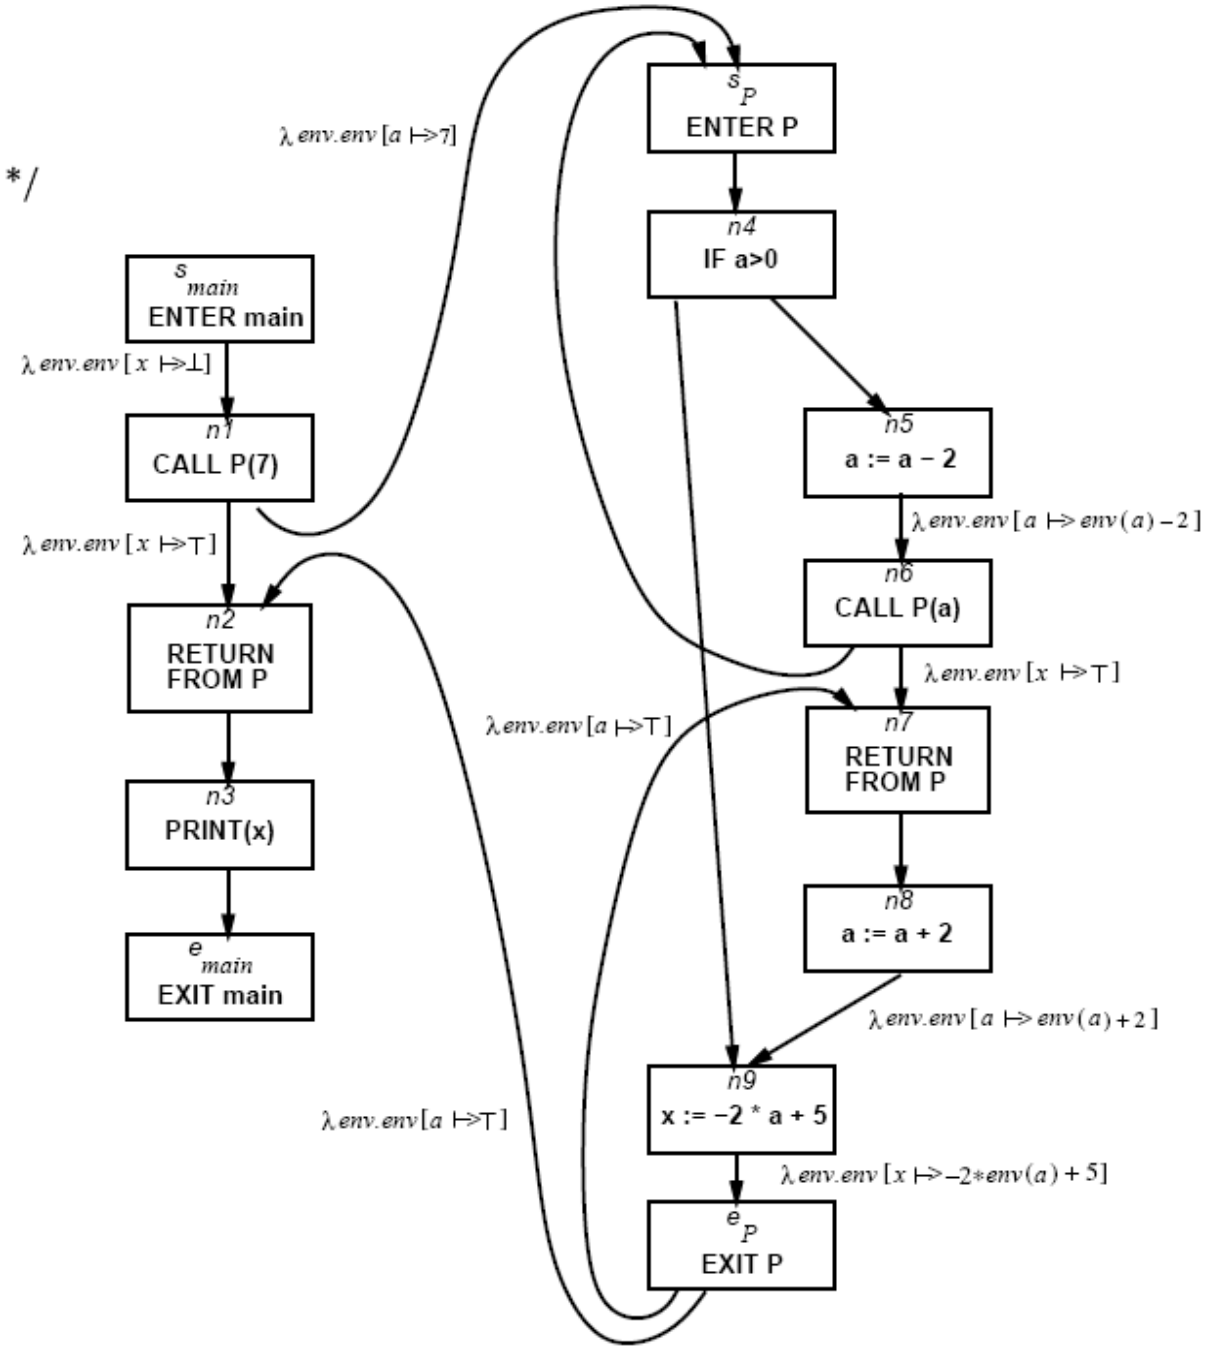 */
s main
ENTER main
λ env.env [ x ↦ ⊥ ]
n1
CALL P(7)
λ env.env [ x ↦ ⊤ ]
n2
RETURN
FROM P
n3
PRINT(x)
e main
EXIT main
λ env.env [ a ↦ 7 ]
s P
ENTER P
n4
IF a>0
n5
a := a − 2
λ env.env [ a ↦ env(a) − 2 ]
n6
CALL P(a)
λ env.env [ x ↦ ⊤ ]
λ env.env [ a ↦ ⊤ ]
n7
RETURN
FROM P
n8
a := a + 2
λ env.env [ a ↦ env(a) + 2 ]
n9
x := −2 * a + 5
λ env.env [ a ↦ ⊤ ]
λ env.env [ x ↦ −2∗env(a) + 5 ]
e P
EXIT P